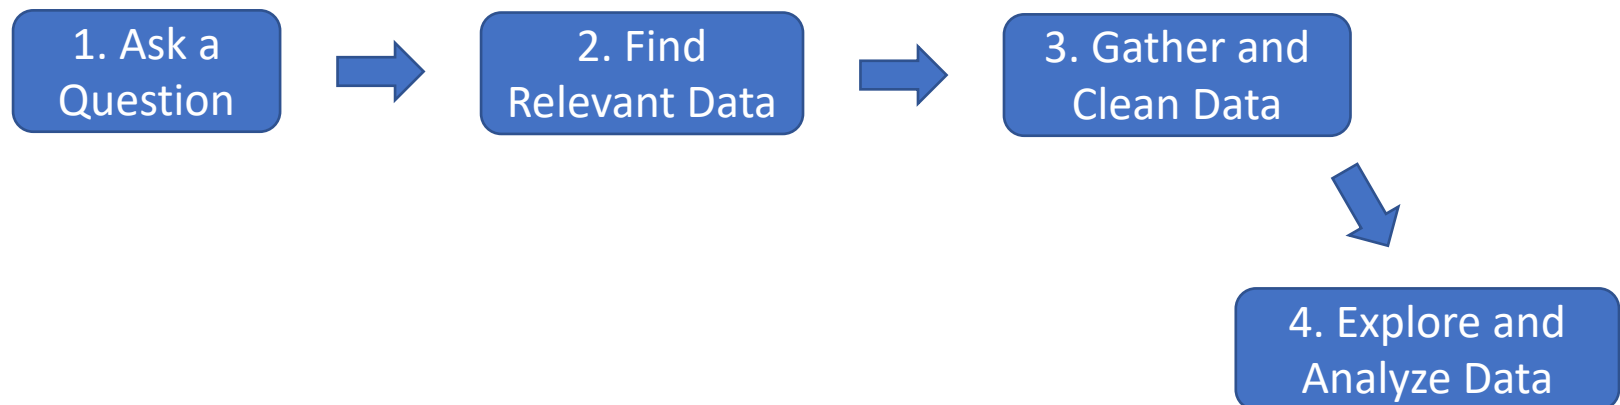 1. Ask a
Question
2. Find
Relevant Data
3. Gather and
Clean Data
4. Explore and
Analyze Data